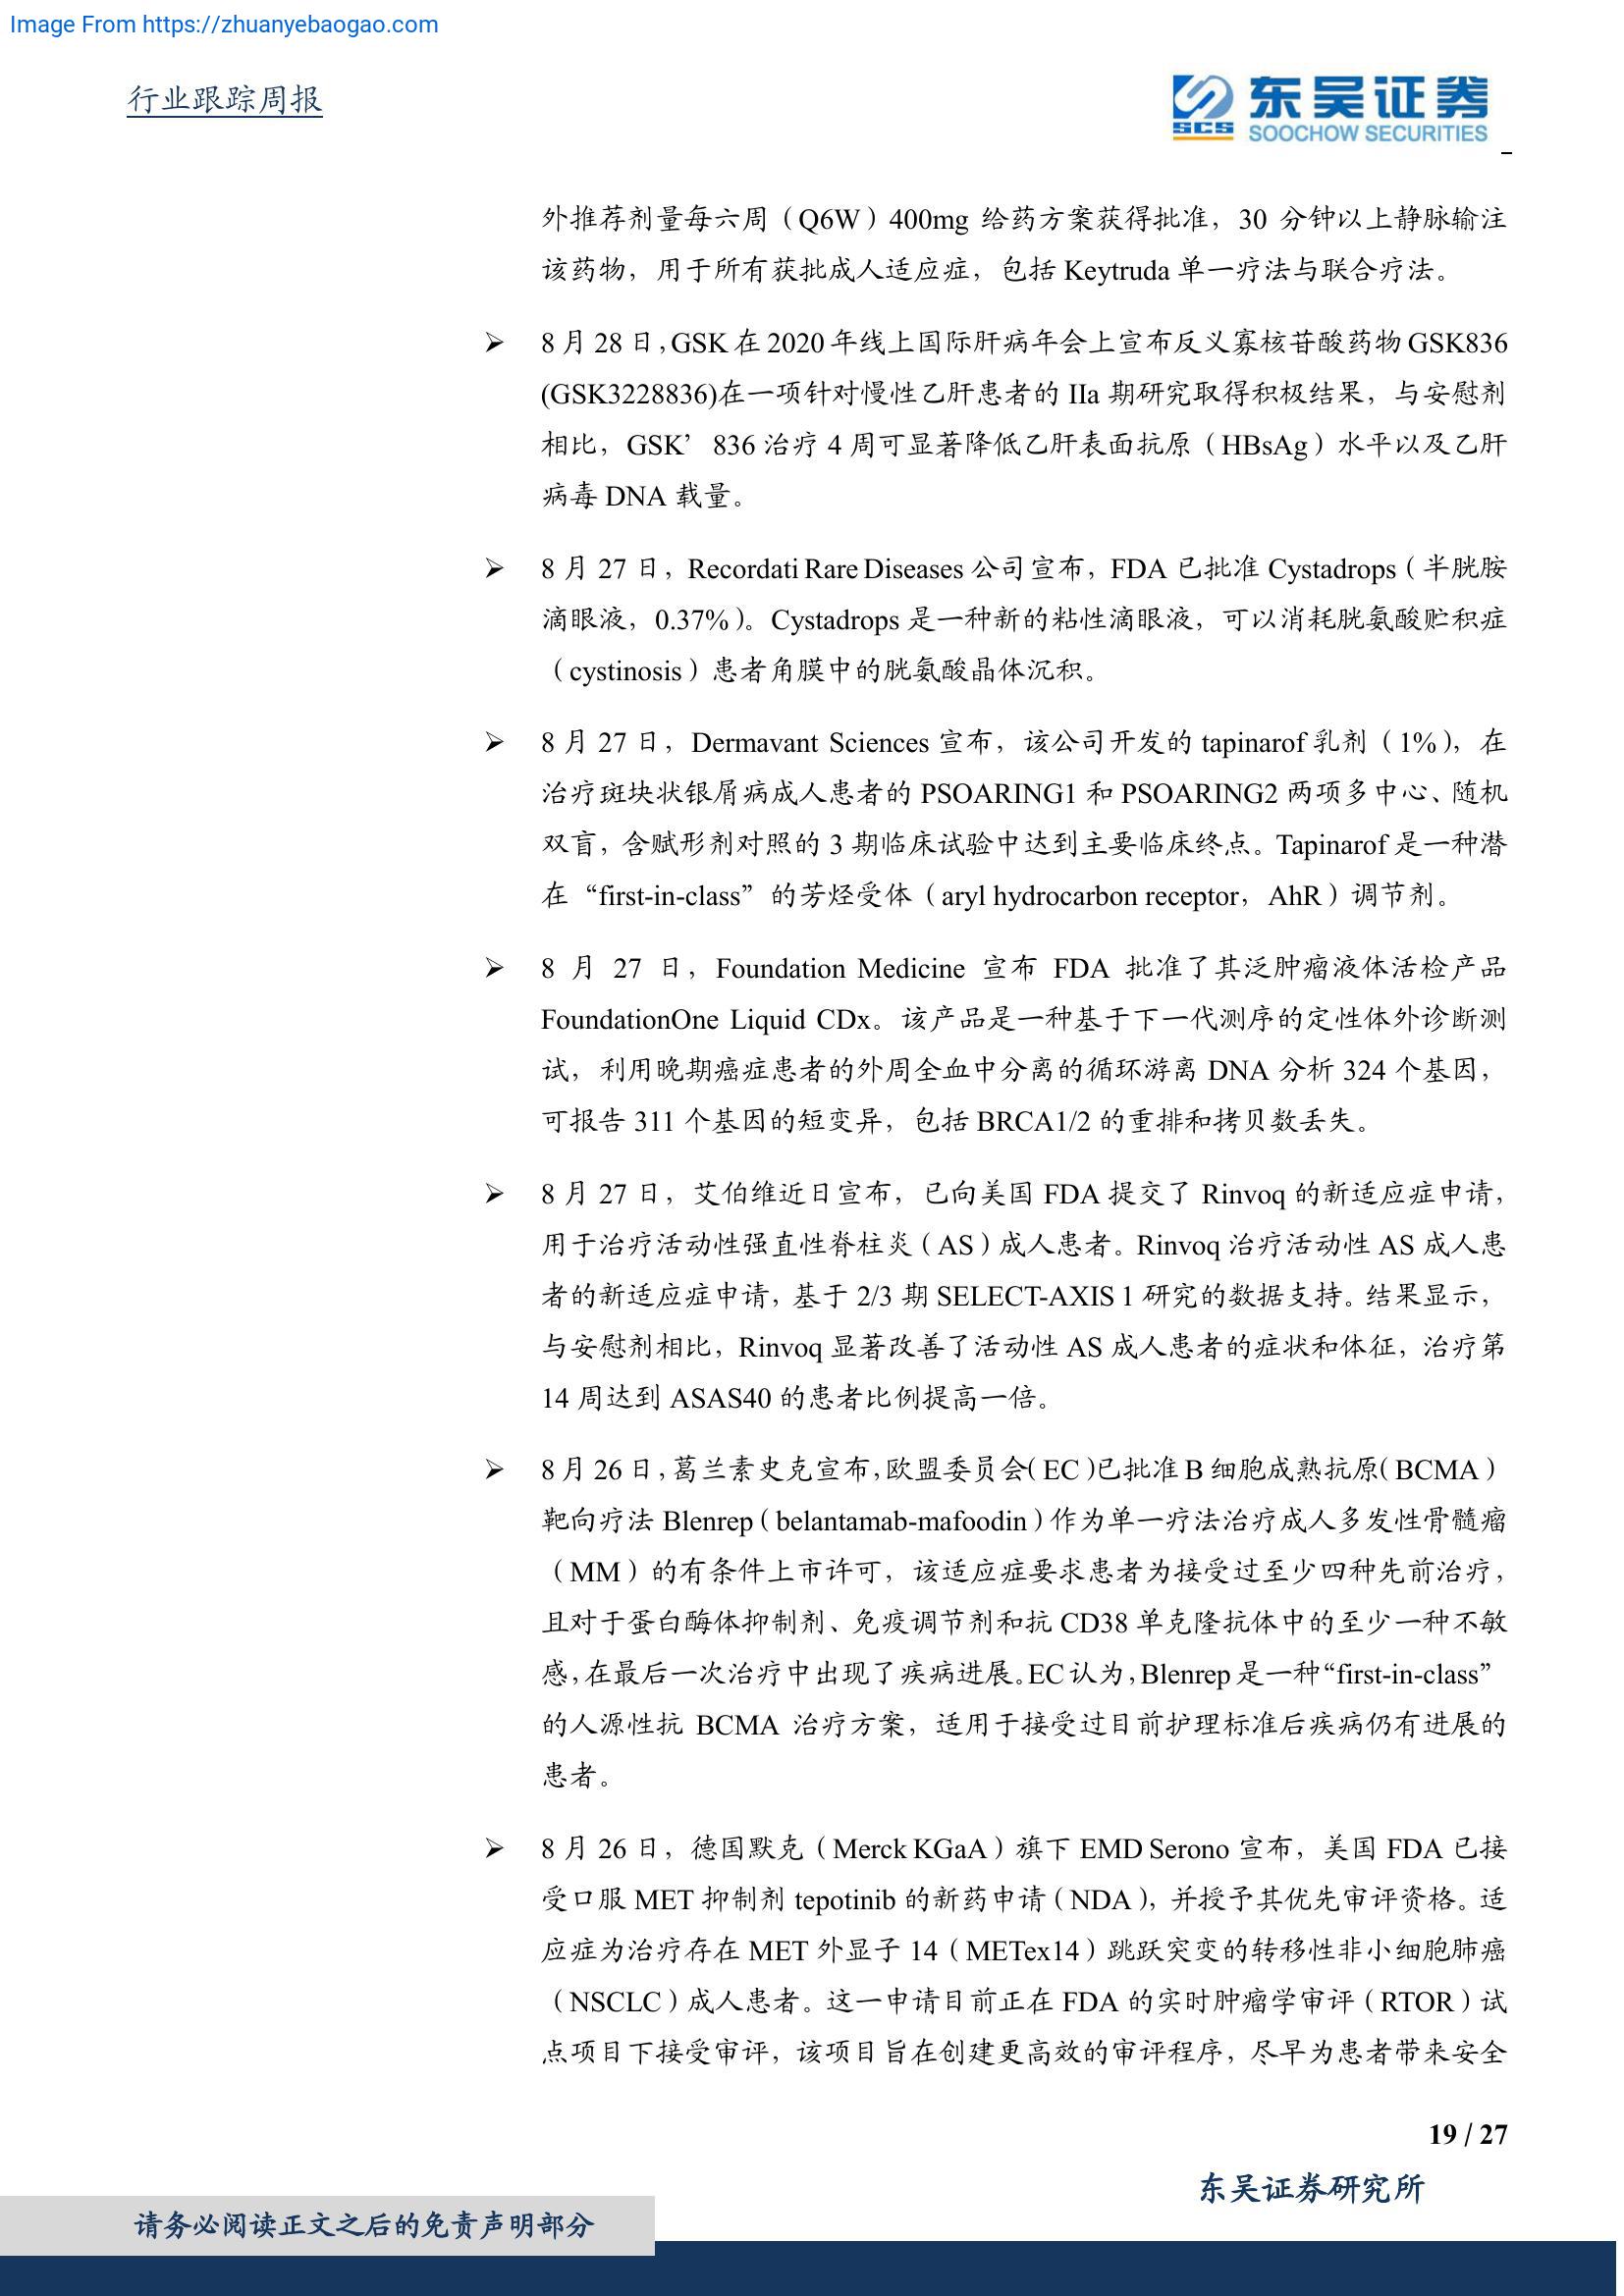 Image From https://zhuanyebaogao.com
行业跟踪周报
东吴证券
SCS
SOOCHOW SECURITIES
外推荐剂量每六周（Q6W）400mg 给药方案获得批准，30 分钟以上静脉输注
该药物，用于所有获批成人适应症，包括 Keytruda 单一疗法与联合疗法。
➢ 8 月 28 日，GSK 在 2020 年线上国际肝病年会上宣布反义寡核苷酸药物 GSK836
(GSK3228836)在一项针对慢性乙肝患者的 IIa 期研究取得积极结果，与安慰剂
相比，GSK’836 治疗 4 周可显著降低乙肝表面抗原（HBsAg）水平以及乙肝
病毒 DNA 载量。
➢ 8 月 27 日，Recordati Rare Diseases 公司宣布，FDA 已批准 Cystadrops（半胱胺
滴眼液，0.37%）。Cystadrops 是一种新的粘性滴眼液，可以消耗胱氨酸贮积症
（cystinosis）患者角膜中的胱氨酸晶体沉积。
➢ 8 月 27 日，Dermavant Sciences 宣布，该公司开发的 tapinarof 乳剂（1%），在
治疗斑块状银屑病成人患者的 PSOARING1 和 PSOARING2 两项多中心、随机
双盲，含赋形剂对照的 3 期临床试验中达到主要临床终点。Tapinarof 是一种潜
在“first-in-class”的芳烃受体（aryl hydrocarbon receptor，AhR）调节剂。
➢ 8 月 27 日，Foundation Medicine 宣布 FDA 批准了其泛肿瘤液体活检产品
FoundationOne Liquid CDx。该产品是一种基于下一代测序的定性体外诊断测
试，利用晚期癌症患者的外周全血中分离的循环游离 DNA 分析 324 个基因，
可报告 311 个基因的短变异，包括 BRCA1/2 的重排和拷贝数丢失。
➢ 8 月 27 日，艾伯维近日宣布，已向美国 FDA 提交了 Rinvoq 的新适应症申请，
用于治疗活动性强直性脊柱炎（AS）成人患者。Rinvoq 治疗活动性 AS 成人患
者的新适应症申请，基于 2/3 期 SELECT-AXIS 1 研究的数据支持。结果显示，
与安慰剂相比，Rinvoq 显著改善了活动性 AS 成人患者的症状和体征，治疗第
14 周达到 ASAS40 的患者比例提高一倍。
➢ 8 月 26 日，葛兰素史克宣布，欧盟委员会（EC）已批准 B 细胞成熟抗原（BCMA）
靶向疗法 Blenrep（belantamab-mafoodin）作为单一疗法治疗成人多发性骨髓瘤
（MM）的有条件上市许可，该适应症要求患者为接受过至少四种先前治疗，
且对于蛋白酶体抑制剂、免疫调节剂和抗 CD38 单克隆抗体中的至少一种不敏
感，在最后一次治疗中出现了疾病进展。EC 认为，Blenrep 是一种“first-in-class”
的人源性抗 BCMA 治疗方案，适用于接受过目前护理标准后疾病仍有进展的
患者。
➢ 8 月 26 日，德国默克（Merck KGaA）旗下 EMD Serono 宣布，美国 FDA 已接
受口服 MET 抑制剂 tepotinib 的新药申请（NDA），并授予其优先审评资格。适
应症为治疗存在 MET 外显子 14（METex14）跳跃突变的转移性非小细胞肺癌
（NSCLC）成人患者。这一申请目前正在 FDA 的实时肿瘤学审评（RTOR）试
点项目下接受审评，该项目旨在创建更高效的审评程序，尽早为患者带来安全
19 / 27
东吴证券研究所
请务必阅读正文之后的免责声明部分